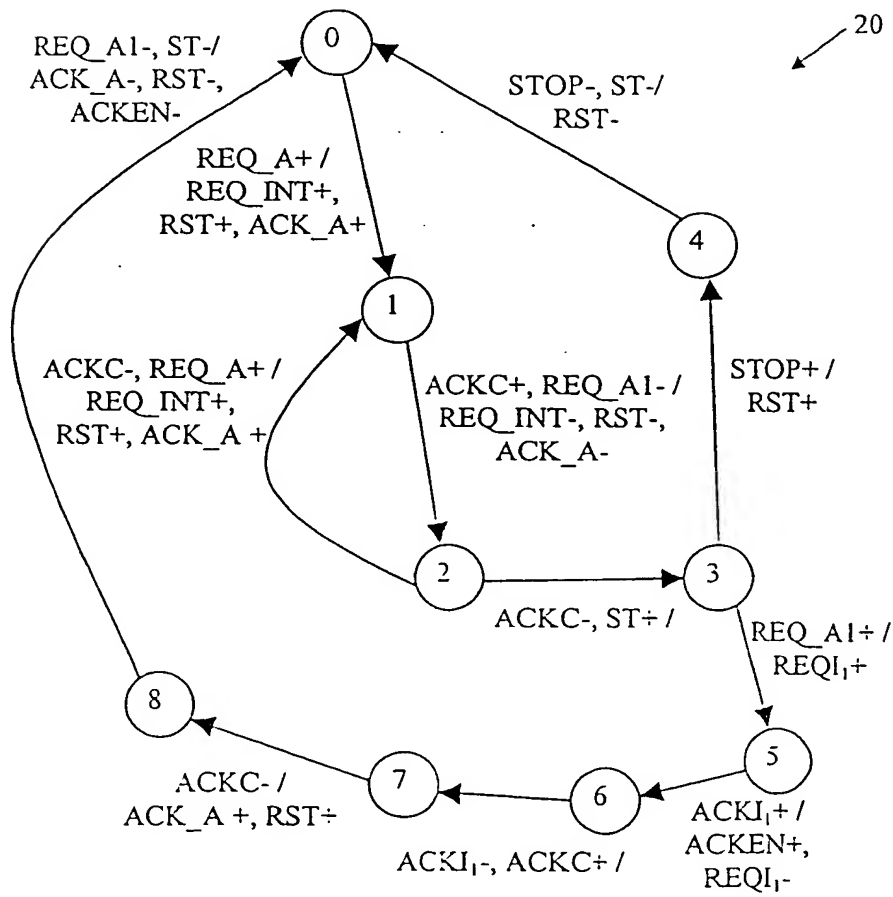 20
0
REQ_A1-, ST-/
ACK_A-, RST-,
ACKEN-
STOP-, ST-/
RST-
REQ_A+ /
REQ_INT+,
RST+, ACK_A+
4
1
ACKC-, REQ_A+ /
REQ_INT+,
RST+, ACK_A +
ACKC+, REQ_A1- /
REQ_INT-, RST-,
ACK_A-
STOP+ /
RST+
2
3
ACKC-, ST+ /
REQ_A1+ /
REQI₁+
8
5
7
6
ACKC- /
ACK_A +, RST+
ACKI₁-, ACKC+ /
ACKI₁+ /
ACKEN+,
REQI₁-